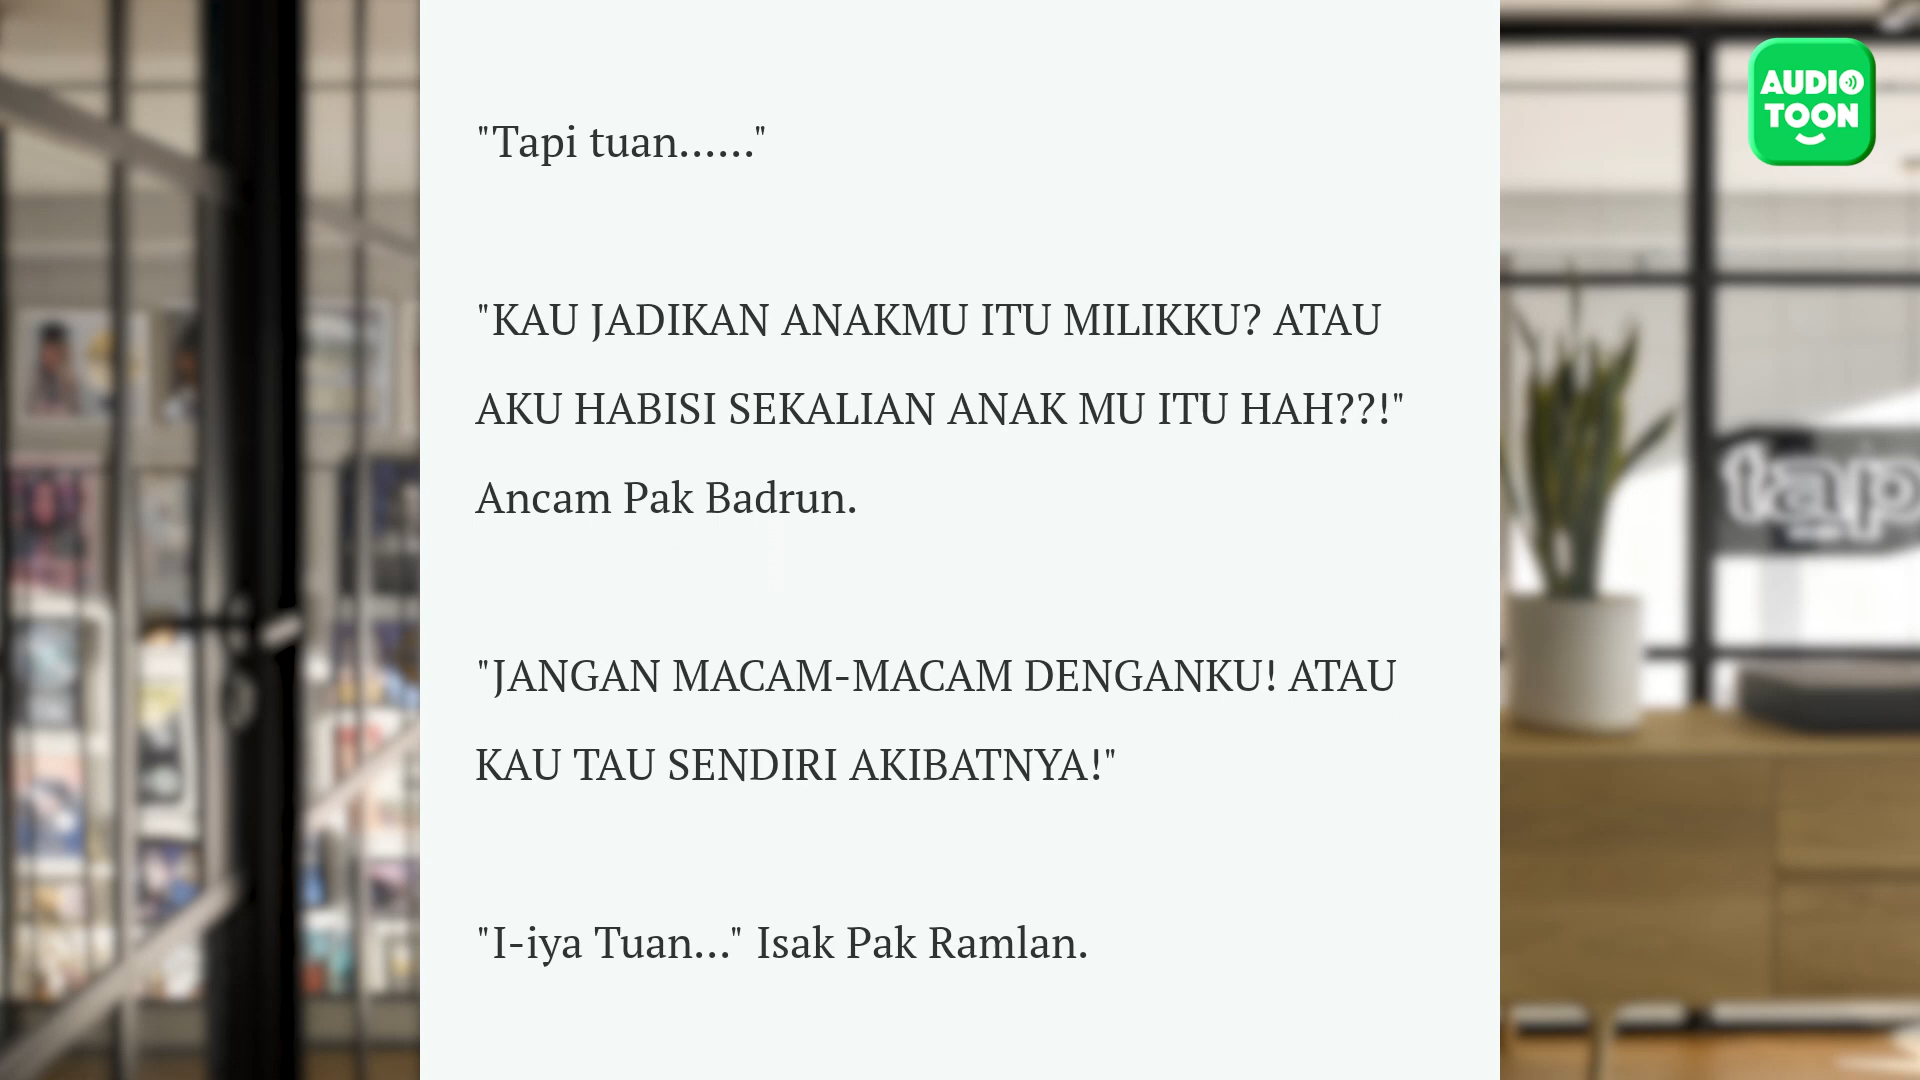 "Tapi tuan......"
"KAU JADIKAN ANAKMU ITU MILIKKU? ATAU
AKU HABISI SEKALIAN ANAK MU ITU HAH??!"
Ancam Pak Badrun.
"JANGAN MACAM-MACAM DENGANKU! ATAU
KAU TAU SENDIRI AKIBATNYA!"
"I-iya Tuan..." Isak Pak Ramlan.
AUDIO
TOON
tap